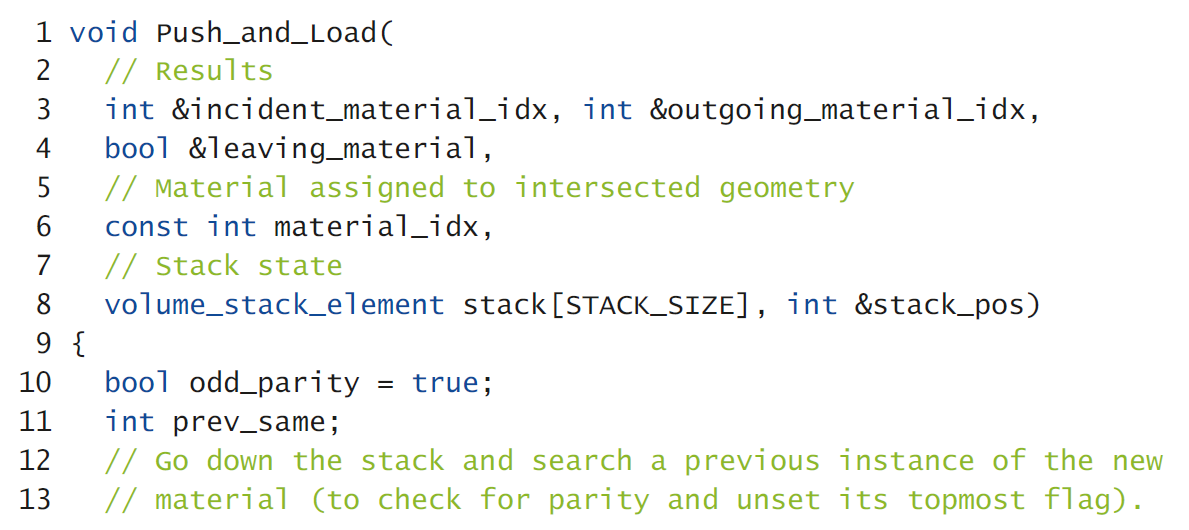 1 void Push_and_Load(
2   // Results
3   int &incident_material_idx, int &outgoing_material_idx,
4   bool &leaving_material,
5   // Material assigned to intersected geometry
6   const int material_idx,
7   // Stack state
8   volume_stack_element stack[STACK_SIZE], int &stack_pos)
9 {
10   bool odd_parity = true;
11   int prev_same;
12   // Go down the stack and search a previous instance of the new
13   // material (to check for parity and unset its topmost flag).